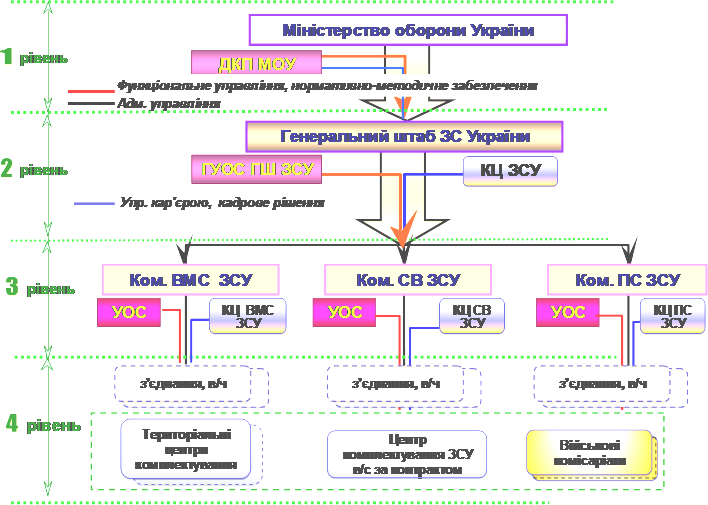 Міністерство оборони України
1 рівень
ДКП МОУ
Функціональне управління, нормативно-методичне забезпечення
Адм. управління
Генеральний штаб ЗС України
2 рівень
ГУОС ГШ ЗСУ
КЦ ЗСУ
Упр. кар'єрою, кадрове рішення
3 рівень
Ком. ВМС ЗСУ
Ком. СВ ЗСУ
Ком. ПС ЗСУ
УОС
КЦ ВМС
ЗСУ
УОС
КЦ СВ
ЗСУ
УОС
КЦ ПС
ЗСУ
з'єднання, в/ч
з'єднання, в/ч
з'єднання, в/ч
4 рівень
Територіальні
центри
комплектування
Центр
комплектування ЗСУ
в/с за контрактом
Військові
комісаріати